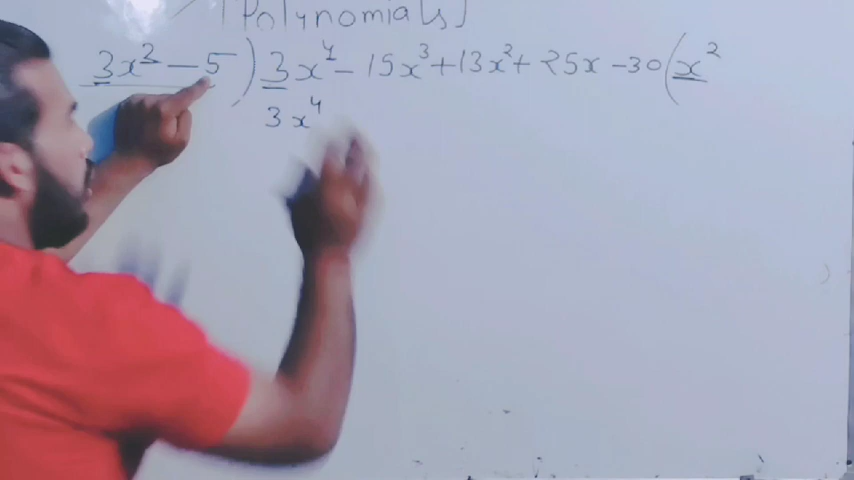 [Polynomials]
3x² - 5 ) 3x⁴ - 15x³ + 13x² + 25x - 30 ( x²
3x⁴